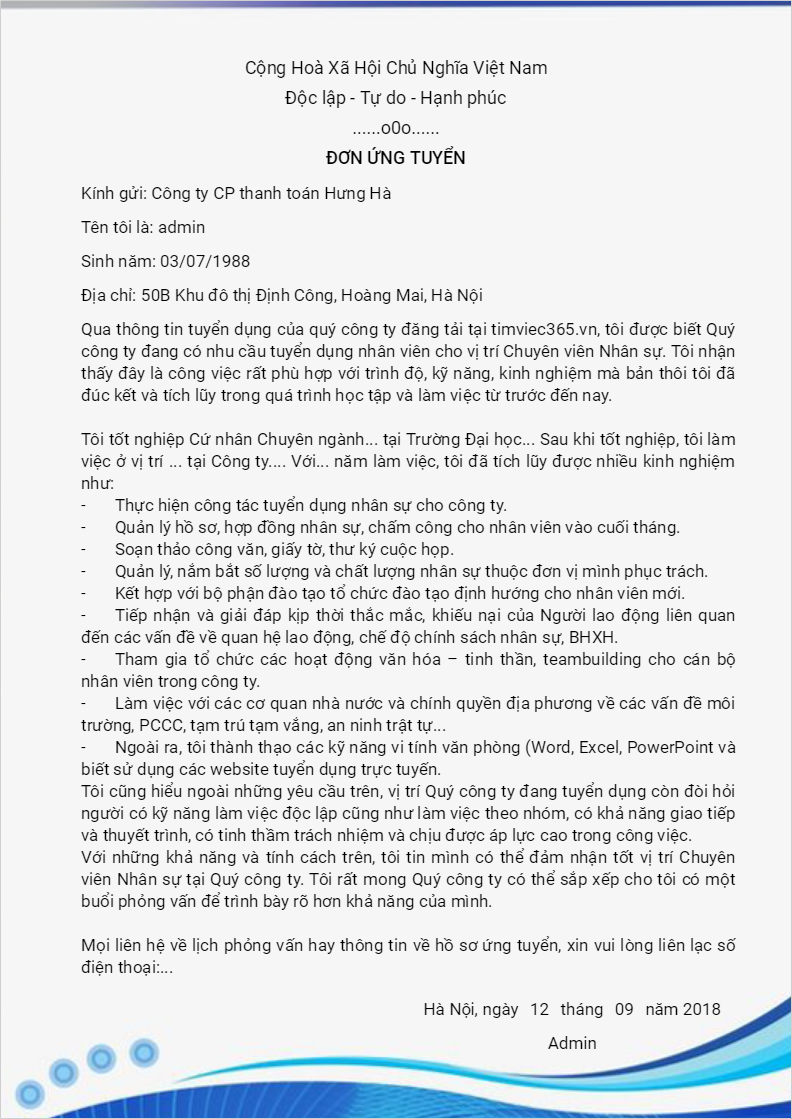 Cộng Hoà Xã Hội Chủ Nghĩa Việt Nam
Độc lập - Tự do - Hạnh phúc
......o0o......
ĐƠN ỨNG TUYỂN
Kính gửi: Công ty CP thanh toán Hưng Hà
Tên tôi là: admin
Sinh năm: 03/07/1988
Địa chỉ: 50B Khu đô thị Định Công, Hoàng Mai, Hà Nội
Qua thông tin tuyển dụng của quý công ty đăng tải tại timviec365.vn, tôi được biết Quý
công ty đang có nhu cầu tuyển dụng nhân viên cho vị trí Chuyên viên Nhân sự. Tôi nhận
thấy đây là công việc rất phù hợp với trình độ, kỹ năng, kinh nghiệm mà bản thôi tôi đã
đúc kết và tích lũy trong quá trình học tập và làm việc từ trước đến nay.
Tôi tốt nghiệp Cứ nhân Chuyên ngành... tại Trường Đại học... Sau khi tốt nghiệp, tôi làm
việc ở vị trí ... tại Công ty.... Với... năm làm việc, tôi đã tích lũy được nhiều kinh nghiệm
như:
- Thực hiện công tác tuyển dụng nhân sự cho công ty.
- Quản lý hồ sơ, hợp đồng nhân sự, chấm công cho nhân viên vào cuối tháng.
- Soạn thảo công văn, giấy tờ, thư ký cuộc họp.
- Quản lý, nắm bắt số lượng và chất lượng nhân sự thuộc đơn vị mình phục trách.
- Kết hợp với bộ phận đào tạo tổ chức đào tạo định hướng cho nhân viên mới.
- Tiếp nhận và giải đáp kịp thời thắc mắc, khiếu nại của Người lao động liên quan
đến các vấn đề về quan hệ lao động, chế độ chính sách nhân sự, BHXH.
- Tham gia tổ chức các hoạt động văn hóa – tinh thần, teambuilding cho cán bộ
nhân viên trong công ty.
- Làm việc với các cơ quan nhà nước và chính quyền địa phương về các vấn đề môi
trường, PCCC, tạm trú tạm vắng, an ninh trật tự...
- Ngoài ra, tôi thành thạo các kỹ năng vi tính văn phòng (Word, Excel, PowerPoint và
biết sử dụng các website tuyển dụng trực tuyến.
Tôi cũng hiểu ngoài những yêu cầu trên, vị trí Quý công ty đang tuyển dụng còn đòi hỏi
người có kỹ năng làm việc độc lập cũng như làm việc theo nhóm, có khả năng giao tiếp
và thuyết trình, có tinh thầm trách nhiệm và chịu được áp lực cao trong công việc.
Với những khả năng và tính cách trên, tôi tin mình có thể đảm nhận tốt vị trí Chuyên
viên Nhân sự tại Quý công ty. Tôi rất mong Quý công ty có thể sắp xếp cho tôi có một
buổi phỏng vấn để trình bày rõ hơn khả năng của mình.
Mọi liên hệ về lịch phỏng vấn hay thông tin về hồ sơ ứng tuyển, xin vui lòng liên lạc số
điện thoại:...
Hà Nội, ngày 12 tháng 09 năm 2018
Admin